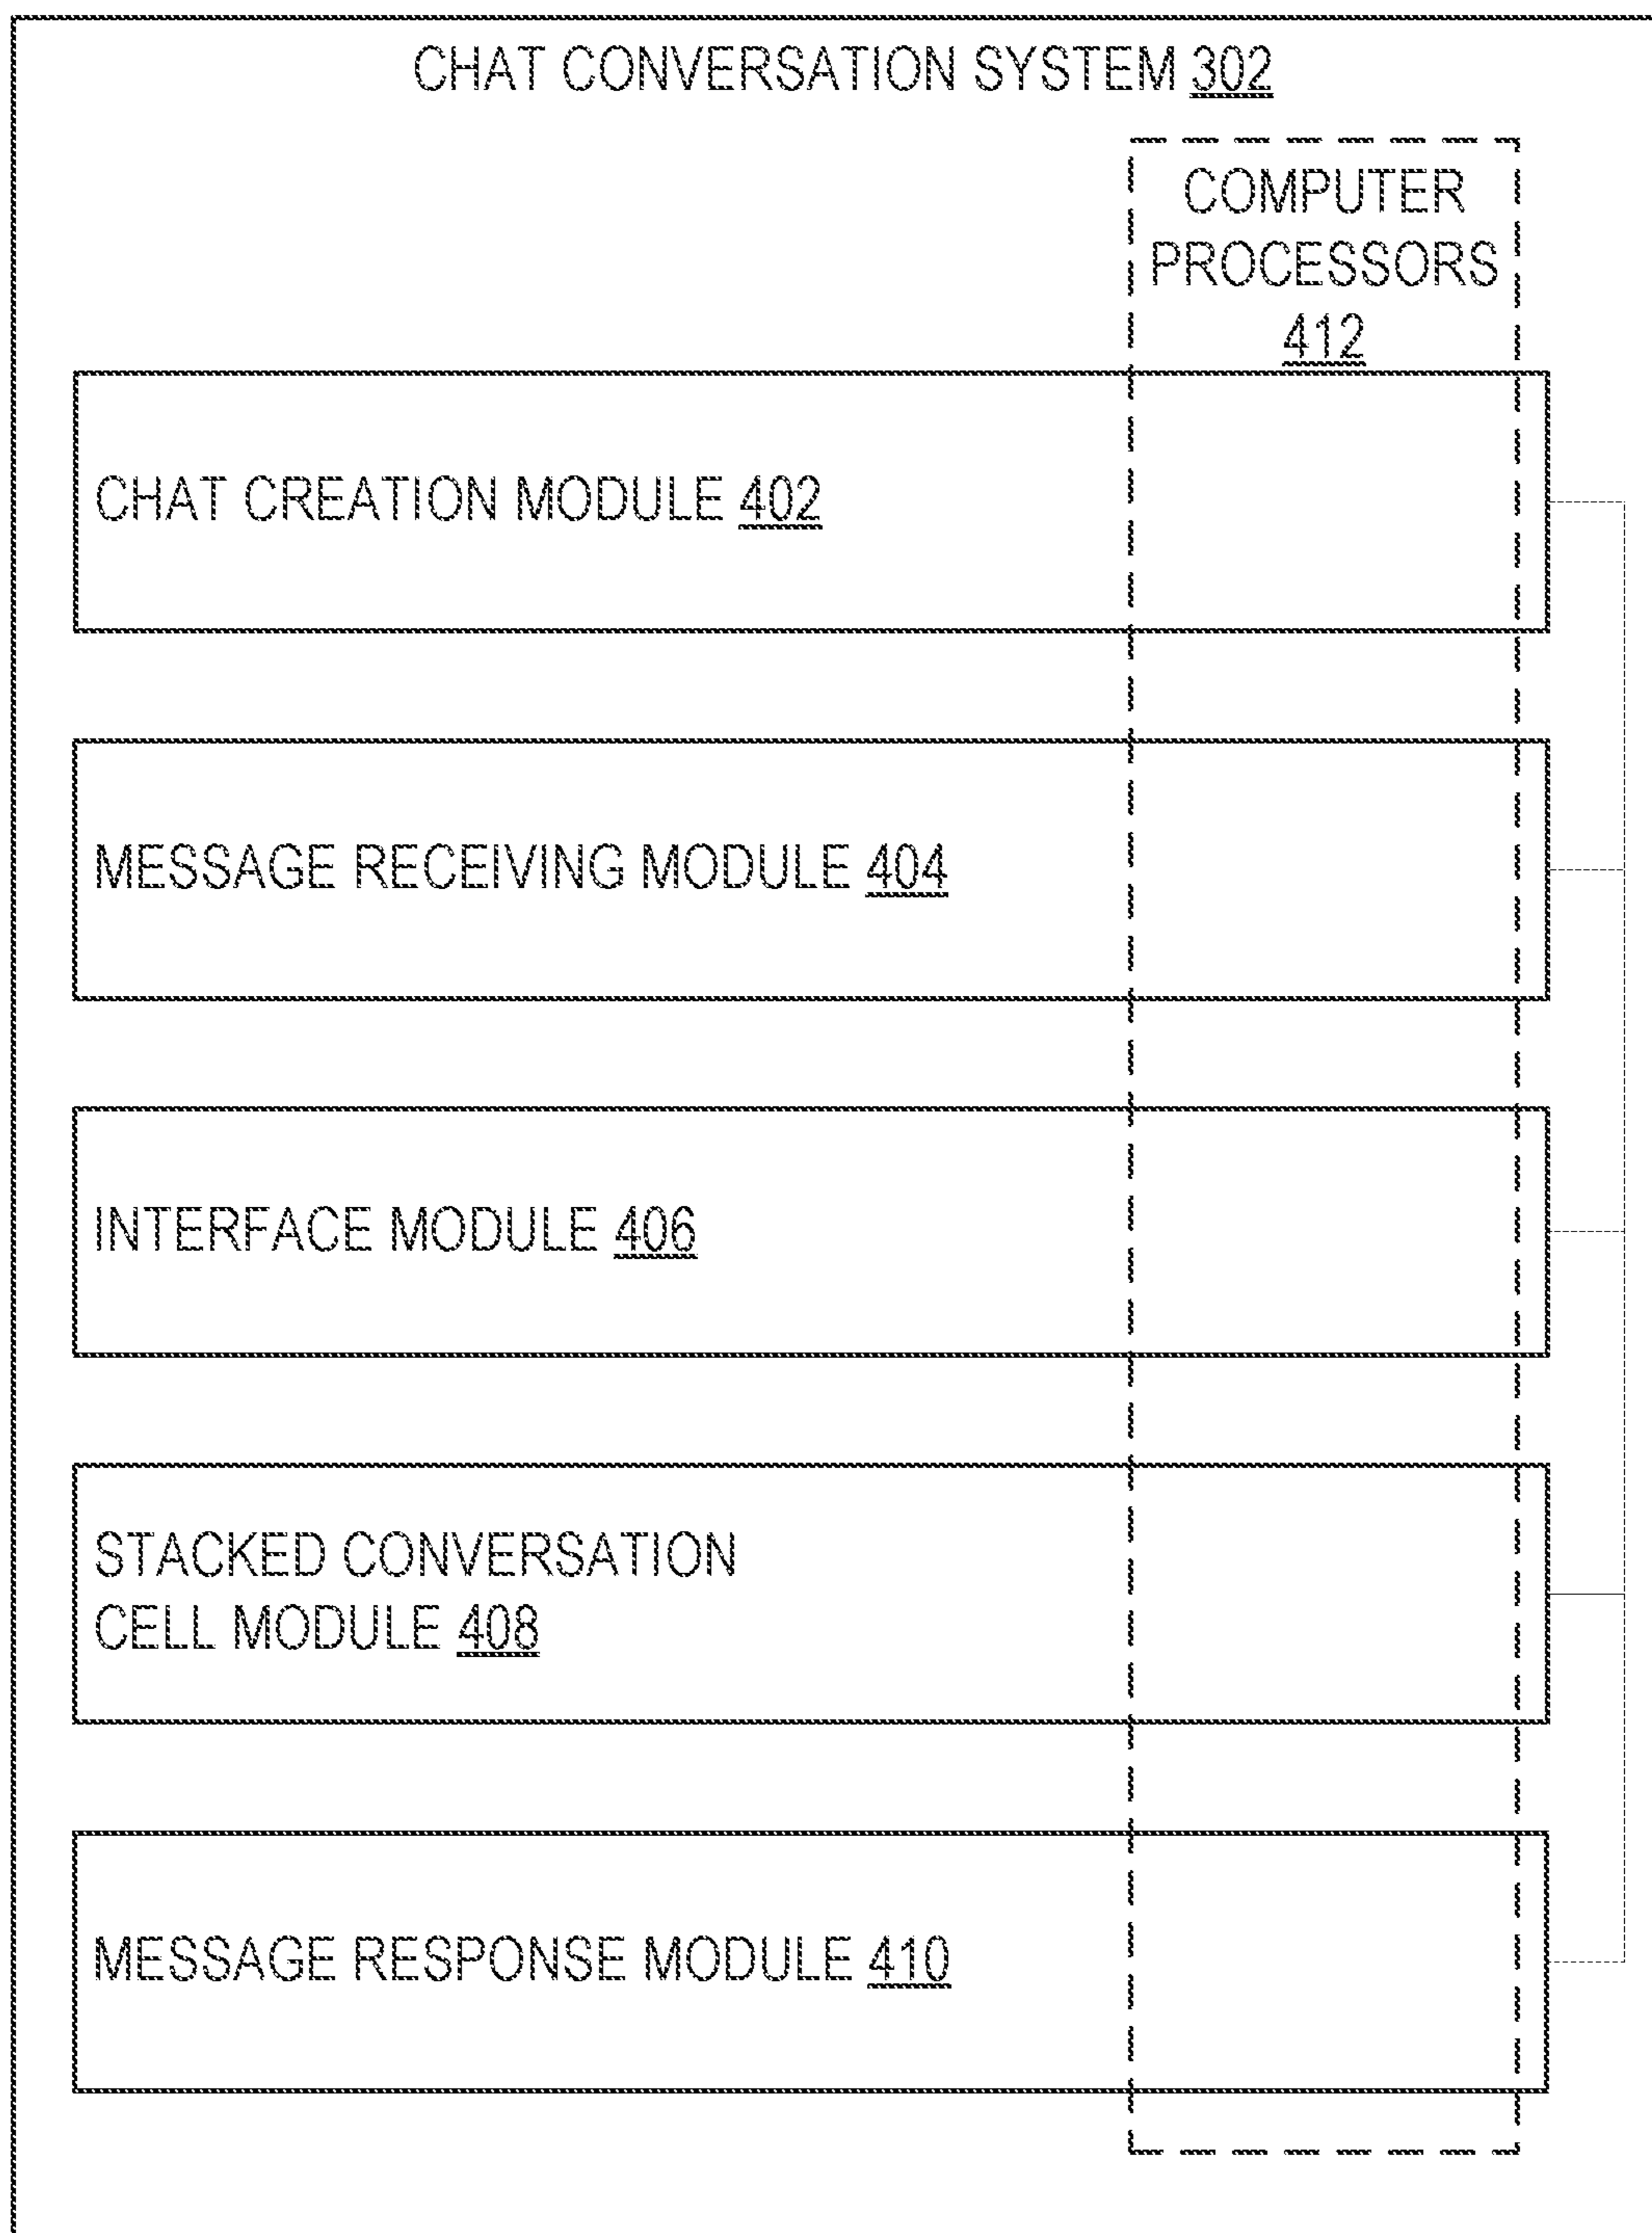 CHAT CONVERSATION SYSTEM 302
COMPUTER
PROCESSORS
412
CHAT CREATION MODULE 402
MESSAGE RECEIVING MODULE 404
INTERFACE MODULE 406
STACKED CONVERSATION
CELL MODULE 408
MESSAGE RESPONSE MODULE 410